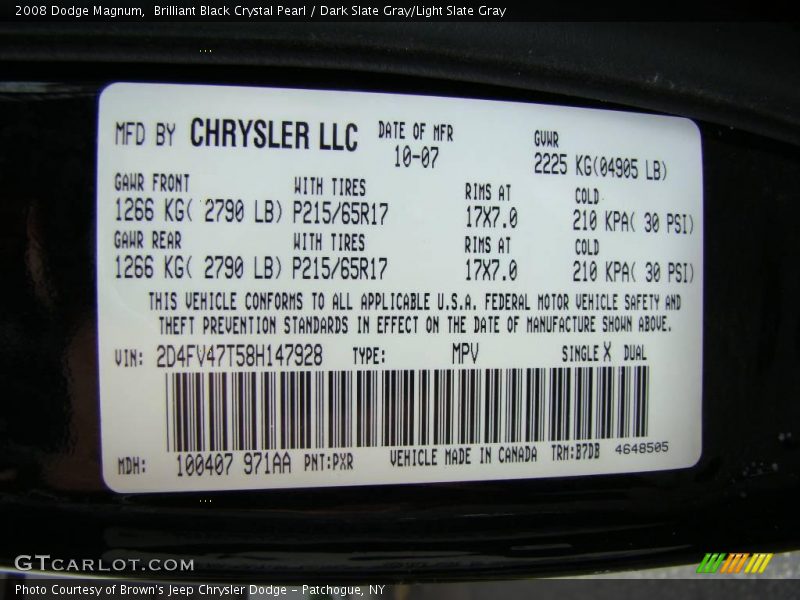 2008 Dodge Magnum,  Brilliant Black Crystal Pearl / Dark Slate Gray/Light Slate Gray
MFD BY CHRYSLER LLC DATE OF MFR GVWR
10-07 2225 KG(04905 LB)
GAWR FRONT WITH TIRES RIMS AT COLD
1266 KG( 2790 LB) P215/65R17 17X7.0 210 KPA( 30 PSI)
GAWR REAR WITH TIRES RIMS AT COLD
1266 KG( 2790 LB) P215/65R17 17X7.0 210 KPA( 30 PSI)
THIS VEHICLE CONFORMS TO ALL APPLICABLE U.S.A. FEDERAL MOTOR VEHICLE SAFETY AND
THEFT PREVENTION STANDARDS IN EFFECT ON THE DATE OF MANUFACTURE SHOWN ABOVE.
VIN: 2D4FV47T58H147928 TYPE: MPV SINGLE X DUAL
MDH: 100407 971AA PNT:PXR VEHICLE MADE IN CANADA TRM:B7DB 4648505
GTCARLOT.COM
Photo Courtesy of Brown's Jeep Chrysler Dodge - Patchogue, NY